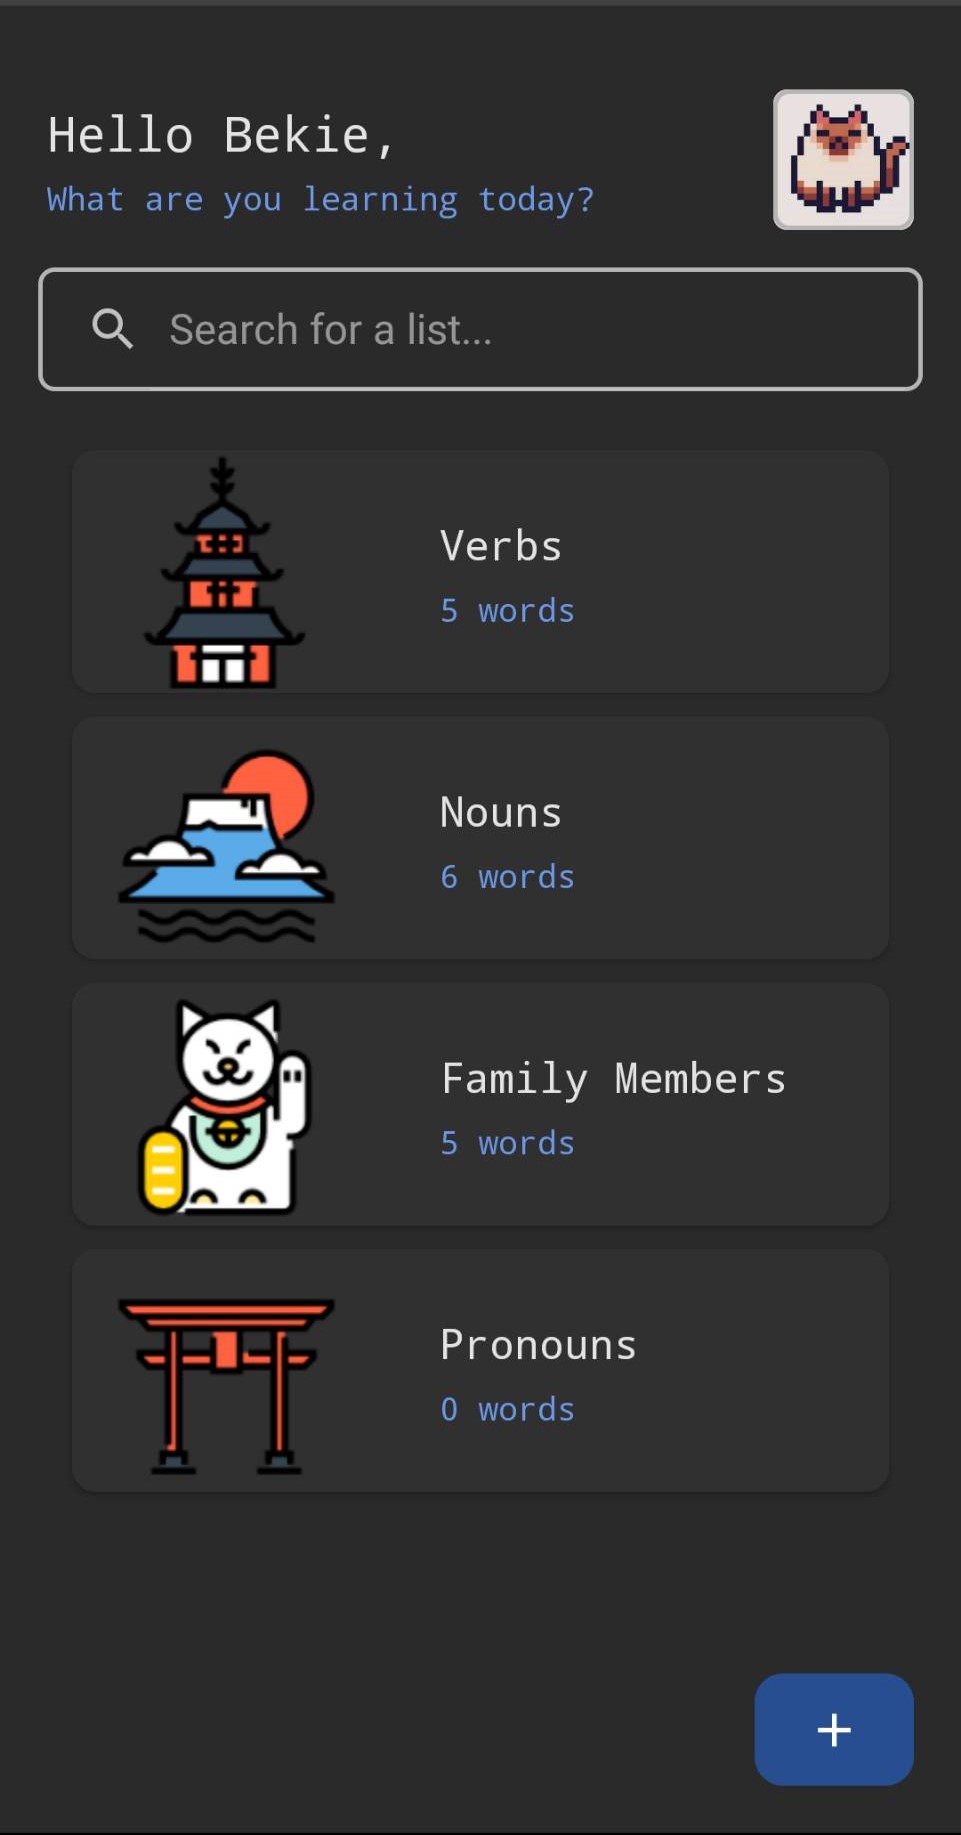 Hello Bekie,
What are you learning today?
Search for a list...
Verbs
5 words
Nouns
6 words
Family Members
5 words
Pronouns
0 words
+